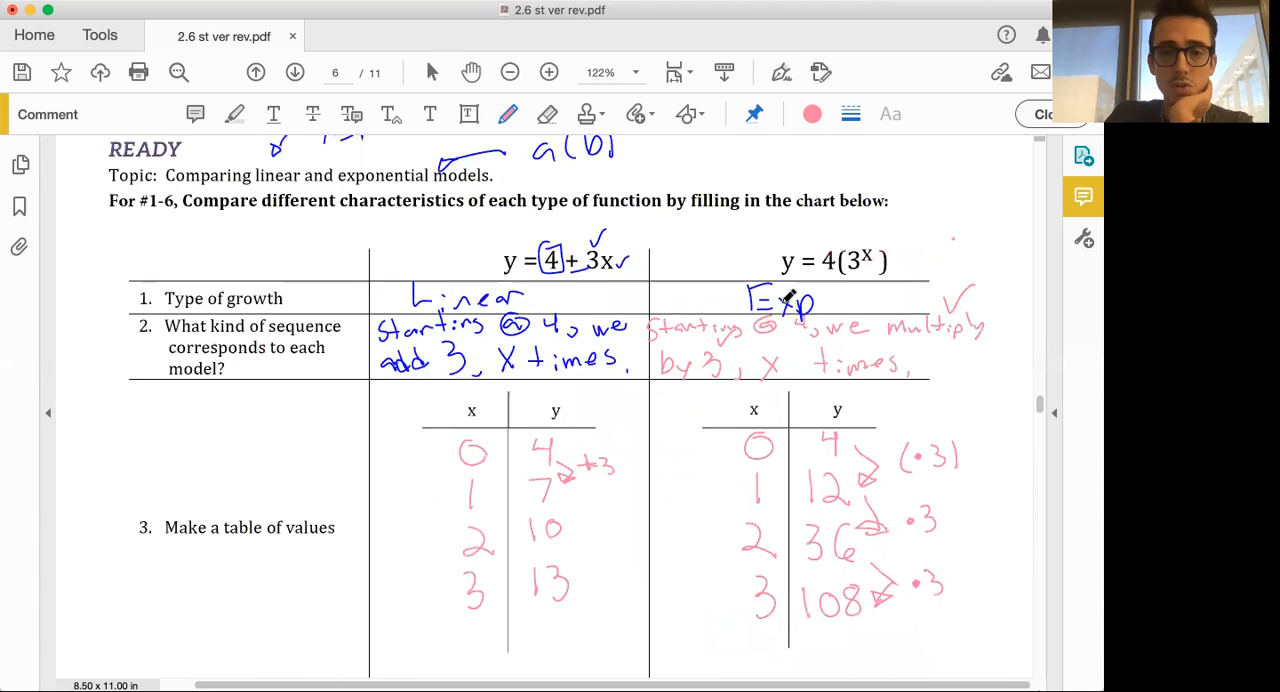 2.6 st ver rev.pdf
Home Tools 2.6 st ver rev.pdf ×
6 / 11 122%
Comment Aa
READY a(b)
Topic: Comparing linear and exponential models.
For #1-6, Compare different characteristics of each type of function by filling in the chart below:
y = 4 + 3x y = 4(3ˣ )
1. Type of growth Linear Exp
2. What kind of sequence starting @ 4, we starting @ 4, we multiply
corresponds to each add 3, x times. by 3, x times.
model?
x y x y
0 4 0 4
+3 (•3)
1 7 1 12
•3
2 10 2 36
3. Make a table of values
•3
3 13 3 108
8.50 x 11.00 in